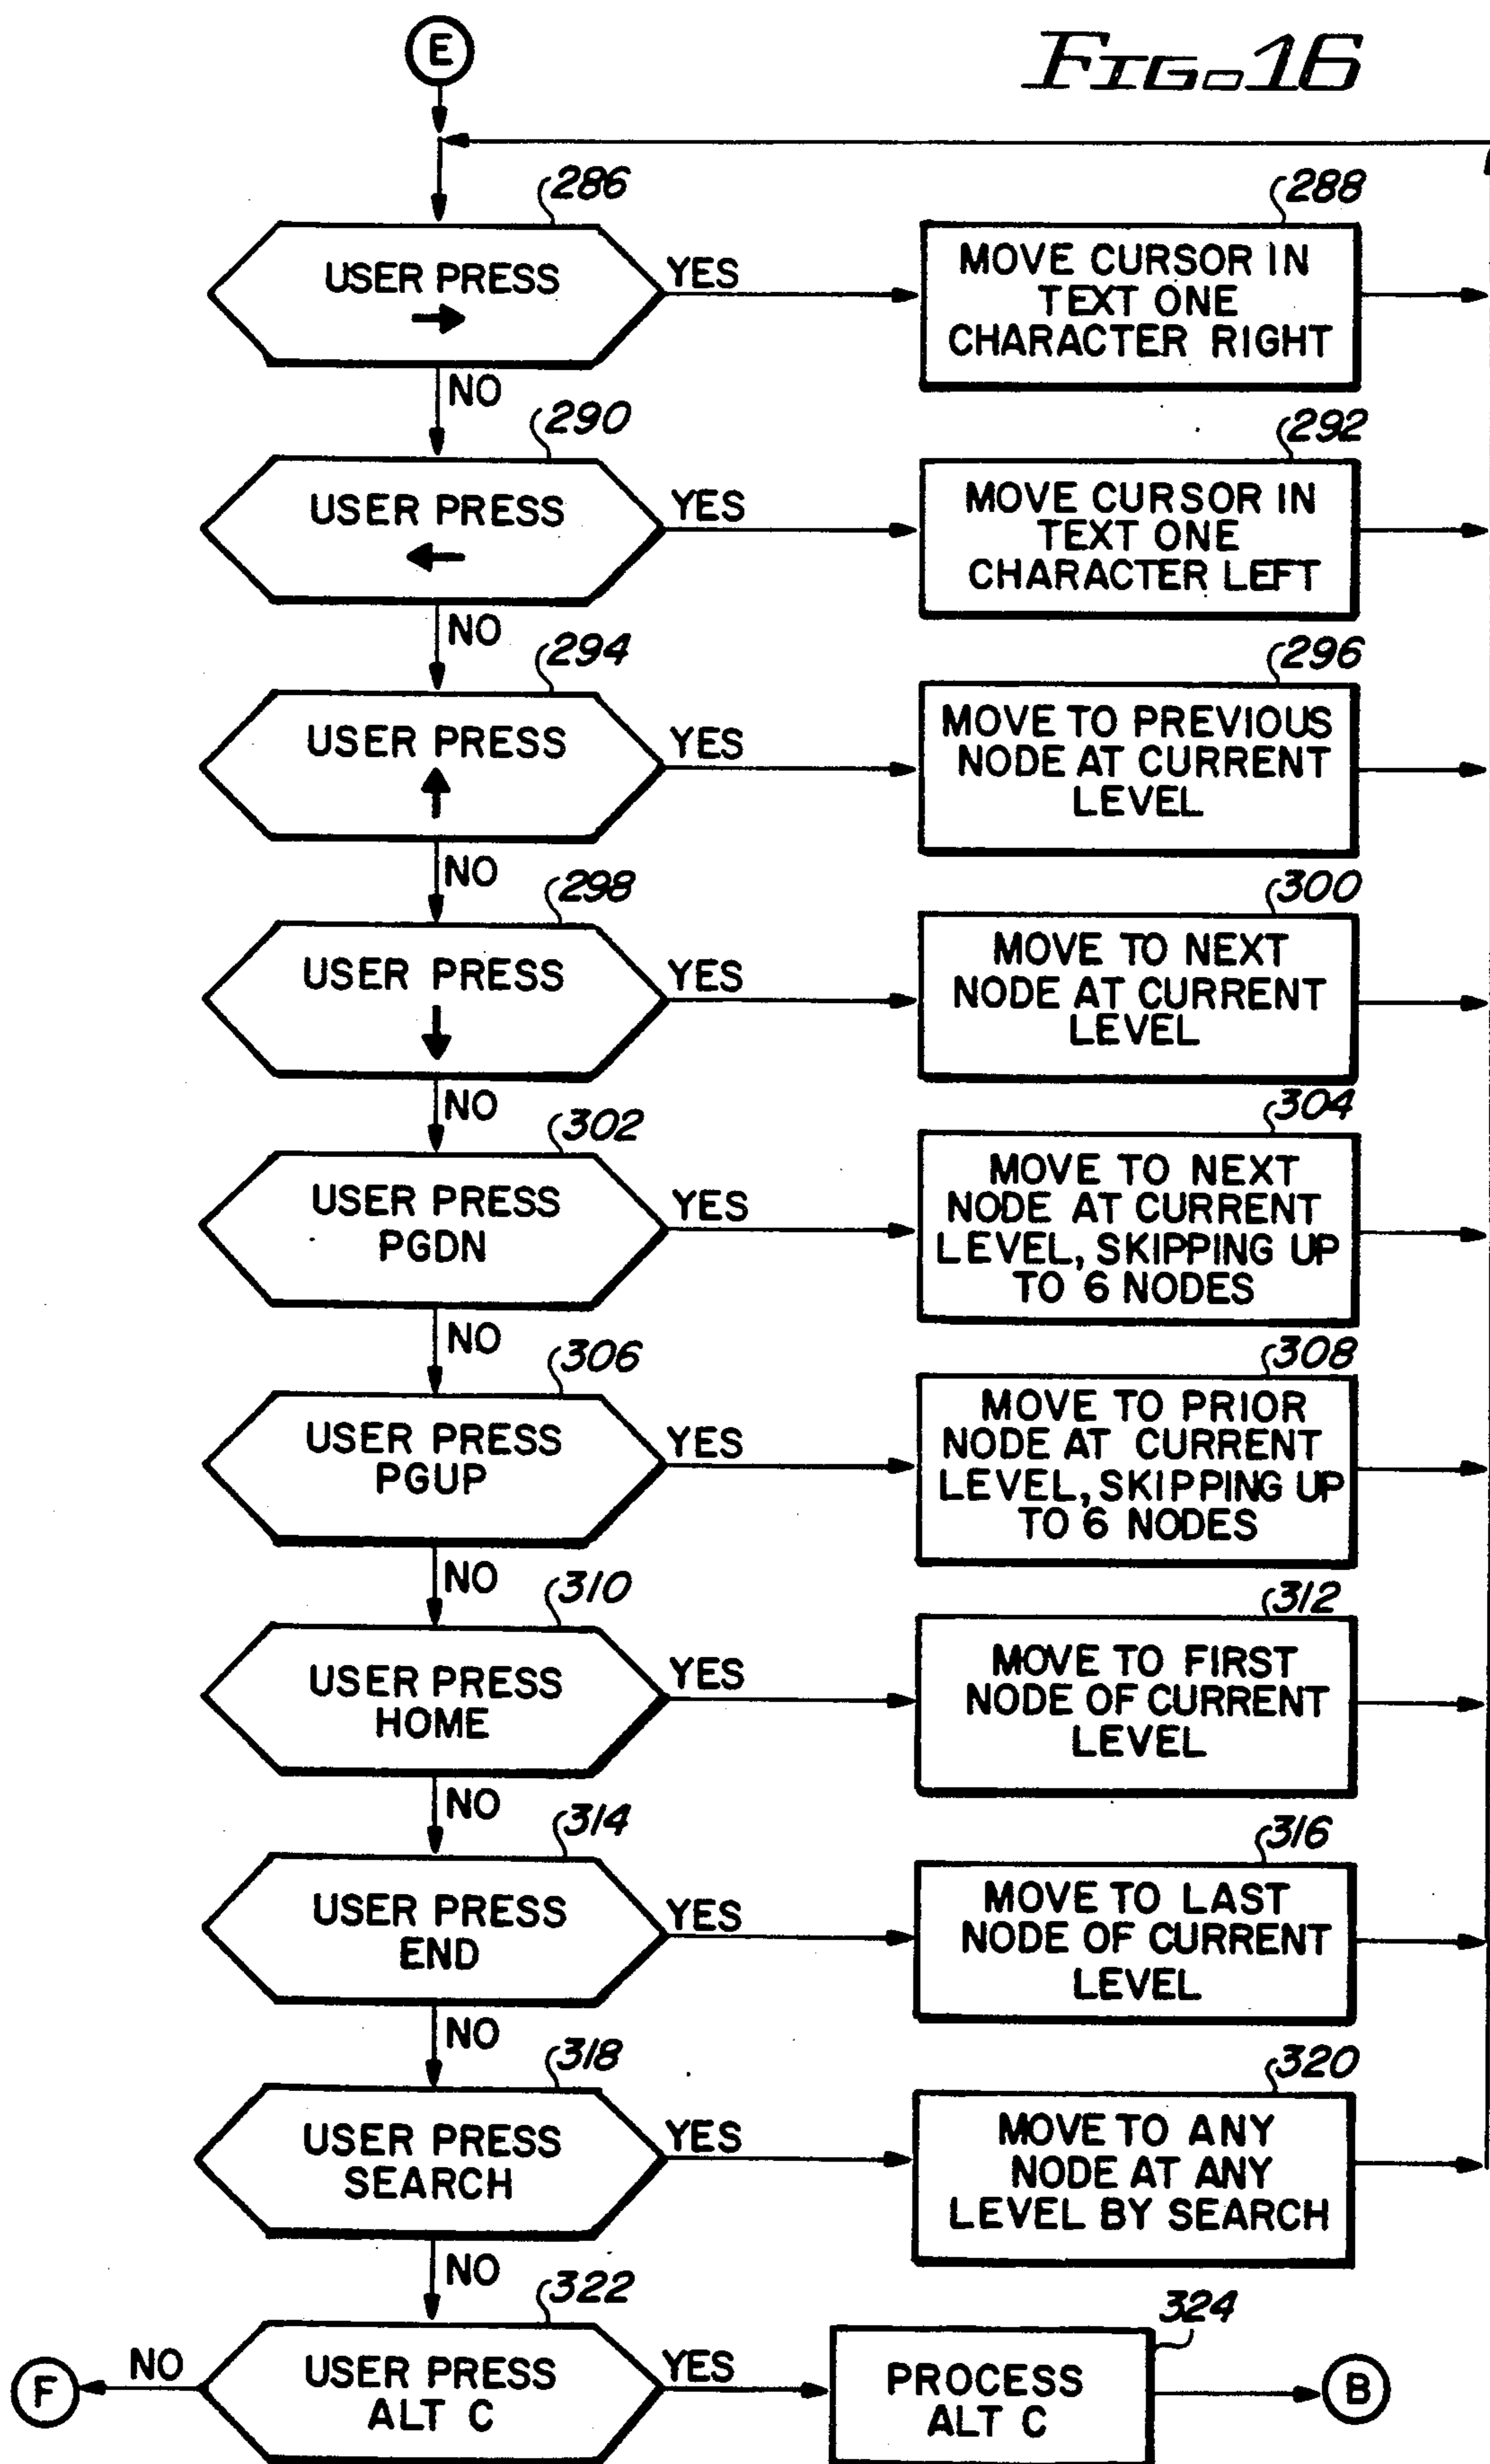 E
FIG. 16
286
USER PRESS
→
YES
288
MOVE CURSOR IN
TEXT ONE
CHARACTER RIGHT
NO
290
USER PRESS
←
YES
292
MOVE CURSOR IN
TEXT ONE
CHARACTER LEFT
NO
294
USER PRESS
↑
YES
296
MOVE TO PREVIOUS
NODE AT CURRENT
LEVEL
NO
298
USER PRESS
↓
YES
300
MOVE TO NEXT
NODE AT CURRENT
LEVEL
NO
302
USER PRESS
PGDN
YES
304
MOVE TO NEXT
NODE AT CURRENT
LEVEL, SKIPPING UP
TO 6 NODES
NO
306
USER PRESS
PGUP
YES
308
MOVE TO PRIOR
NODE AT CURRENT
LEVEL, SKIPPING UP
TO 6 NODES
NO
310
USER PRESS
HOME
YES
312
MOVE TO FIRST
NODE OF CURRENT
LEVEL
NO
314
USER PRESS
END
YES
316
MOVE TO LAST
NODE OF CURRENT
LEVEL
NO
318
USER PRESS
SEARCH
YES
320
MOVE TO ANY
NODE AT ANY
LEVEL BY SEARCH
NO
322
USER PRESS
ALT C
NO
F
YES
324
PROCESS
ALT C
B